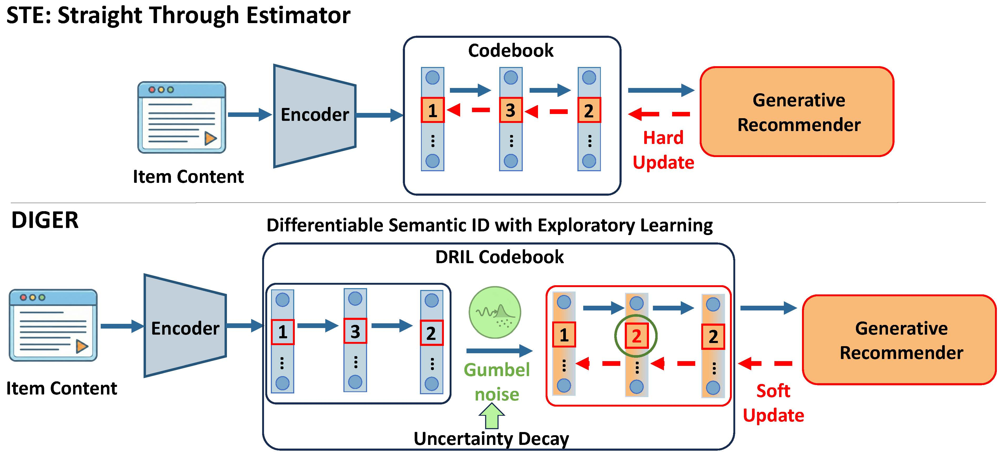 STE: Straight Through Estimator
Codebook
Encoder
1
3
2
...
...
...
Generative
Recommender
Hard
Update
Item Content
DIGER
Differentiable Semantic ID with Exploratory Learning
DRIL Codebook
Encoder
1
3
2
...
...
...
Gumbel
noise
1
2
2
...
...
...
Generative
Recommender
Soft
Update
Item Content
Uncertainty Decay